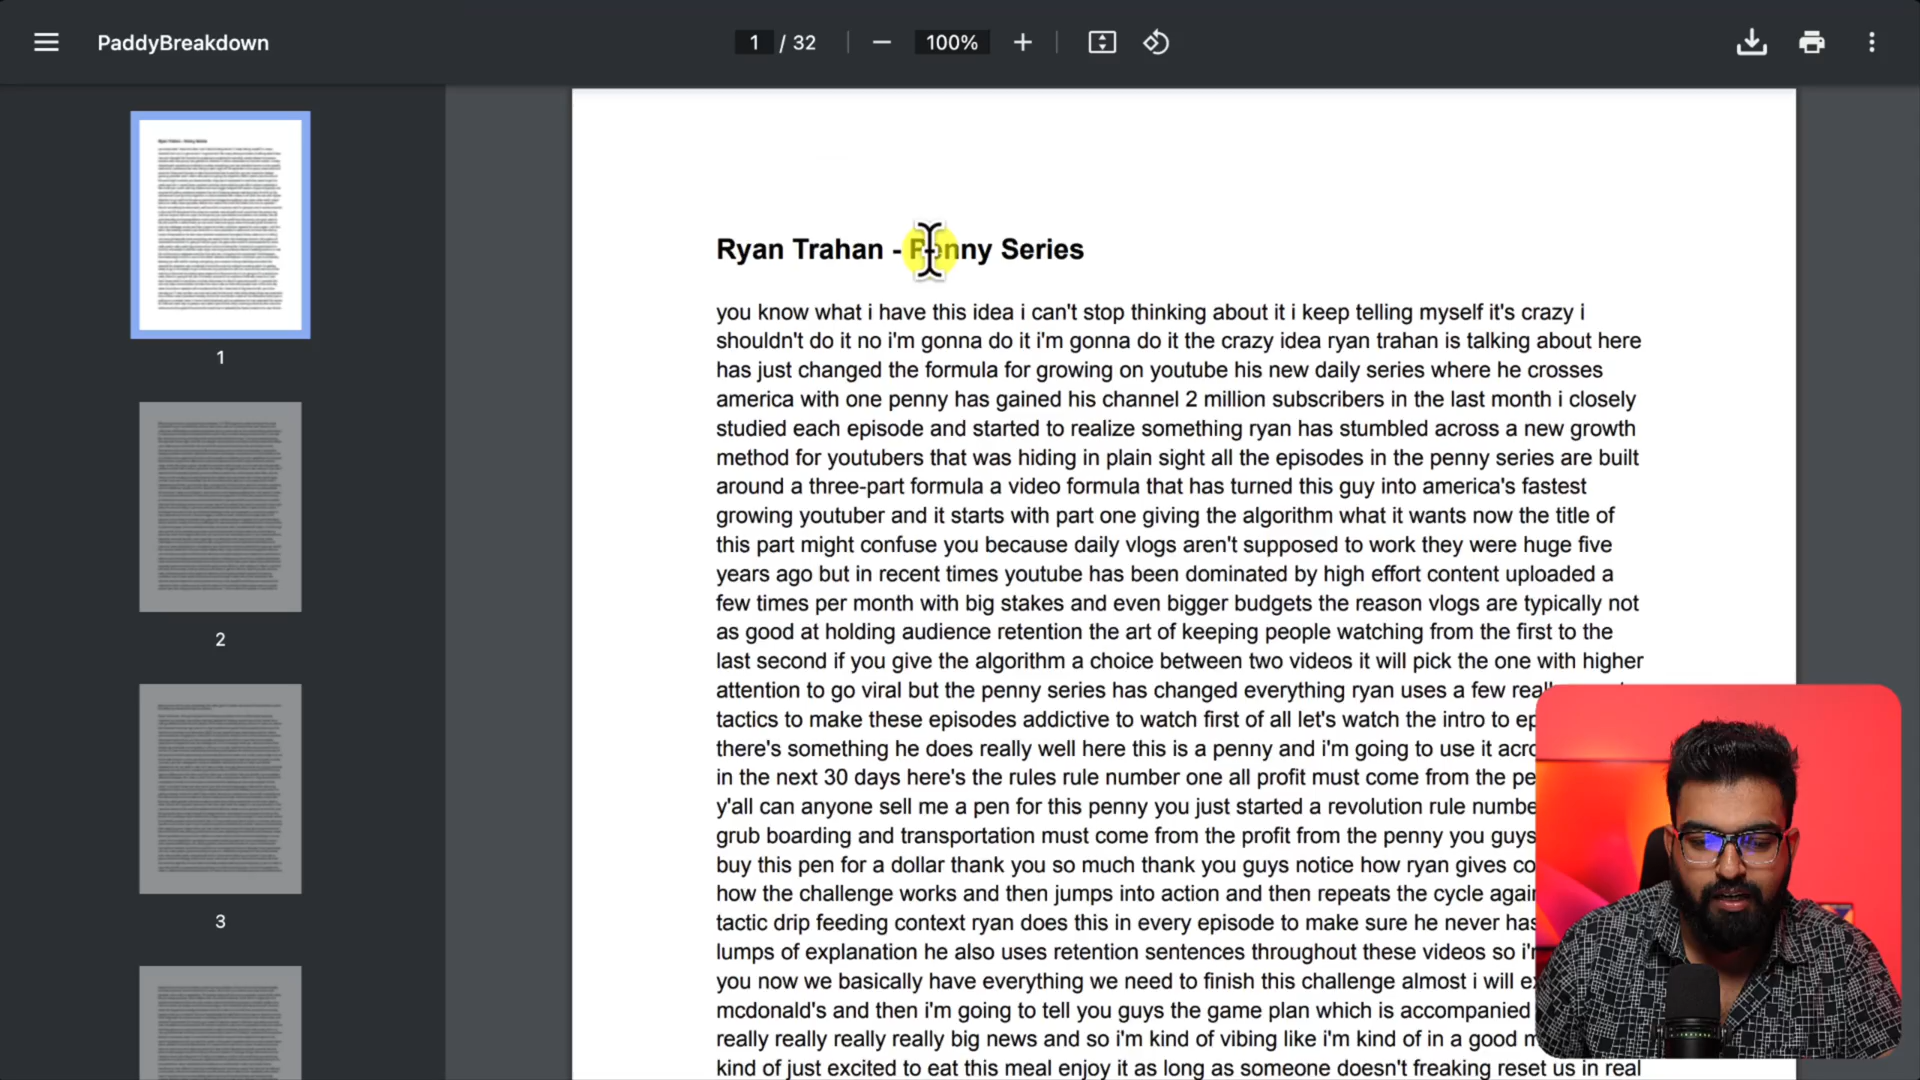 PaddyBreakdown
1 / 32
100%
1
2
3
Ryan Trahan - Penny Series
you know what i have this idea i can't stop thinking about it i keep telling myself it's crazy i
shouldn't do it no i'm gonna do it i'm gonna do it the crazy idea ryan trahan is talking about here
has just changed the formula for growing on youtube his new daily series where he crosses
america with one penny has gained his channel 2 million subscribers in the last month i closely
studied each episode and started to realize something ryan has stumbled across a new growth
method for youtubers that was hiding in plain sight all the episodes in the penny series are built
around a three-part formula a video formula that has turned this guy into america's fastest
growing youtuber and it starts with part one giving the algorithm what it wants now the title of
this part might confuse you because daily vlogs aren't supposed to work they were huge five
years ago but in recent times youtube has been dominated by high effort content uploaded a
few times per month with big stakes and even bigger budgets the reason vlogs are typically not
as good at holding audience retention the art of keeping people watching from the first to the
last second if you give the algorithm a choice between two videos it will pick the one with higher
attention to go viral but the penny series has changed everything ryan uses a few
tactics to make these episodes addictive to watch first of all let's watch the intro to
there's something he does really well here this is a penny and i'm going to use it
in the next 30 days here's the rules rule number one all profit must come from the
y'all can anyone sell me a pen for this penny you just started a revolution rule
grub boarding and transportation must come from the profit from the penny you guys
buy this pen for a dollar thank you so much thank you guys notice how ryan gives
how the challenge works and then jumps into action and then repeats the cycle
tactic drip feeding context ryan does this in every episode to make sure he never has
lumps of explanation he also uses retention sentences throughout these videos so
you now we basically have everything we need to finish this challenge almost i will
mcdonald's and then i'm going to tell you guys the game plan which is accompanied
really really really really big news and so i'm kind of vibing like i'm kind of in a good
kind of just excited to eat this meal enjoy it as long as someone doesn't freaking reset us in real